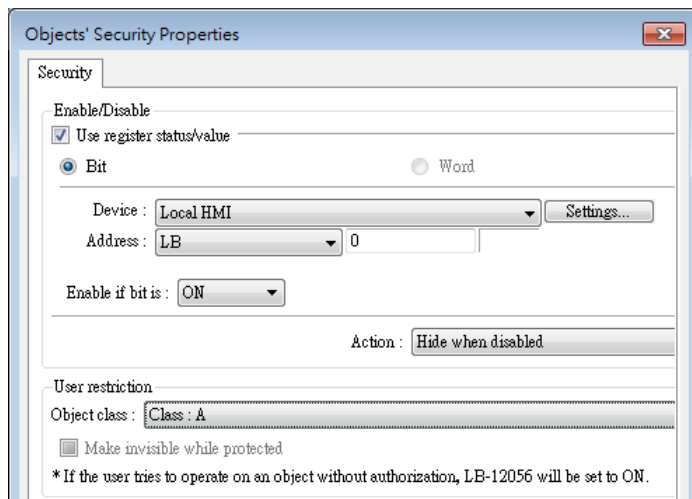 Objects' Security Properties
Security
Enable/Disable
Use register status/value
Bit Word
Device : Local HMI Settings...
Address : LB 0
Enable if bit is : ON
Action : Hide when disabled
User restriction
Object class : Class : A
Make invisible while protected
* If the user tries to operate on an object without authorization, LB-12056 will be set to ON.